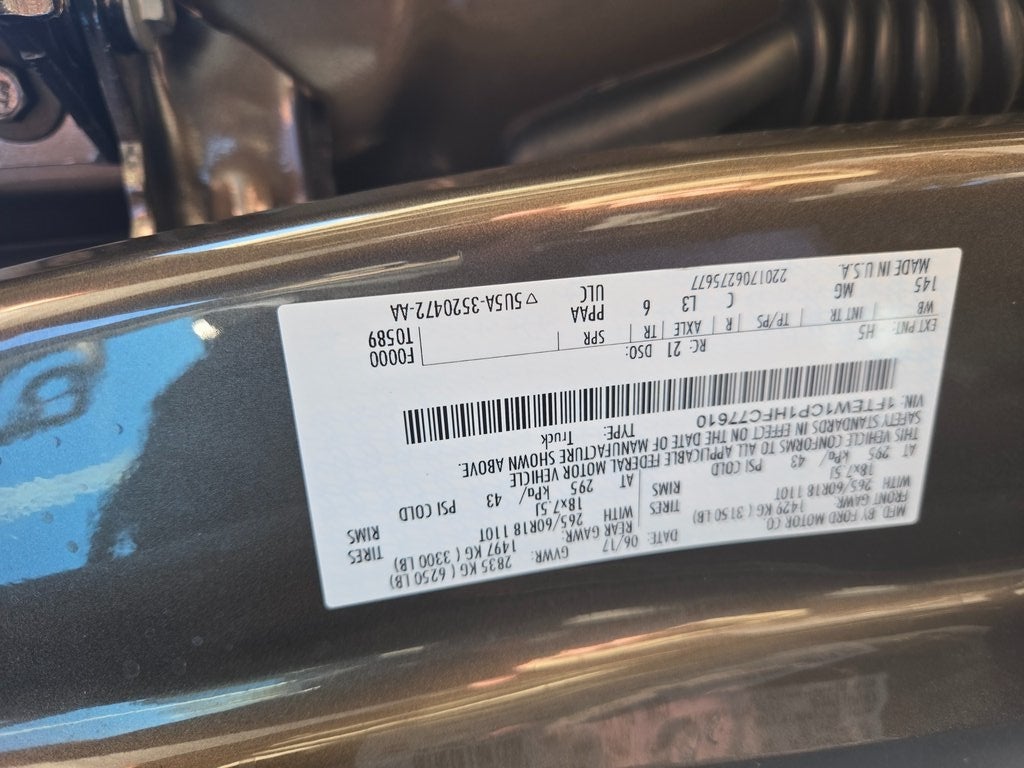 MFD. BY FORD MOTOR CO.
DATE: 06/17 GVWR: 2835 KG ( 6250 LB)
FRONT GAWR: REAR GAWR:
1429 KG ( 3150 LB) 1497 KG ( 3300 LB)
WITH WITH
265/60R18 110T TIRES 265/60R18 110T TIRES
18x7.5J RIMS 18x7.5J RIMS
AT 295 kPa/ 43 PSI COLD AT 295 kPa/ 43 PSI COLD
THIS VEHICLE CONFORMS TO ALL APPLICABLE FEDERAL MOTOR VEHICLE
SAFETY STANDARDS IN EFFECT ON THE DATE OF MANUFACTURE SHOWN ABOVE.
VIN: 1FTEW1CP1HFC77610 TYPE: Truck
F0000
T0589
EXT PNT: H5 RC: 21 DSO:
WB INT TR TP/PS R AXLE TR SPR
145 MG C L3 6 PPAA
MADE IN U.S.A. 2201706275677 ULC ▽5U5A-3520472-AA